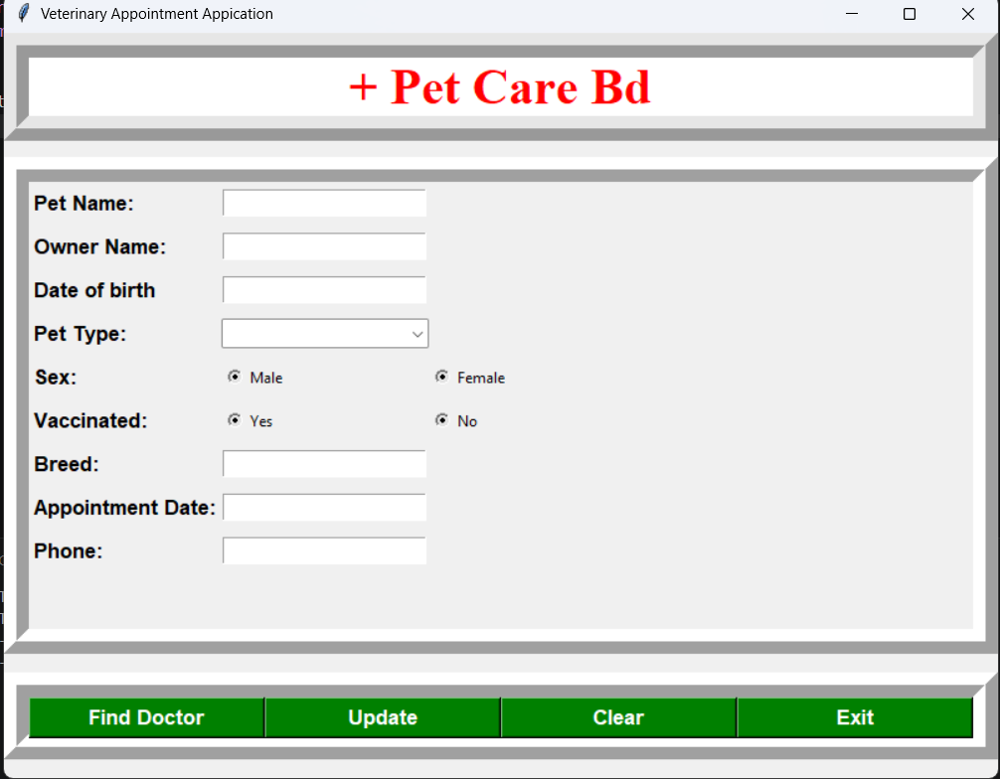 Veterinary Appointment Appication
+ Pet Care Bd
Pet Name:
Owner Name:
Date of birth
Pet Type:
Sex: Male Female
Vaccinated: Yes No
Breed:
Appointment Date:
Phone:
Find Doctor Update Clear Exit